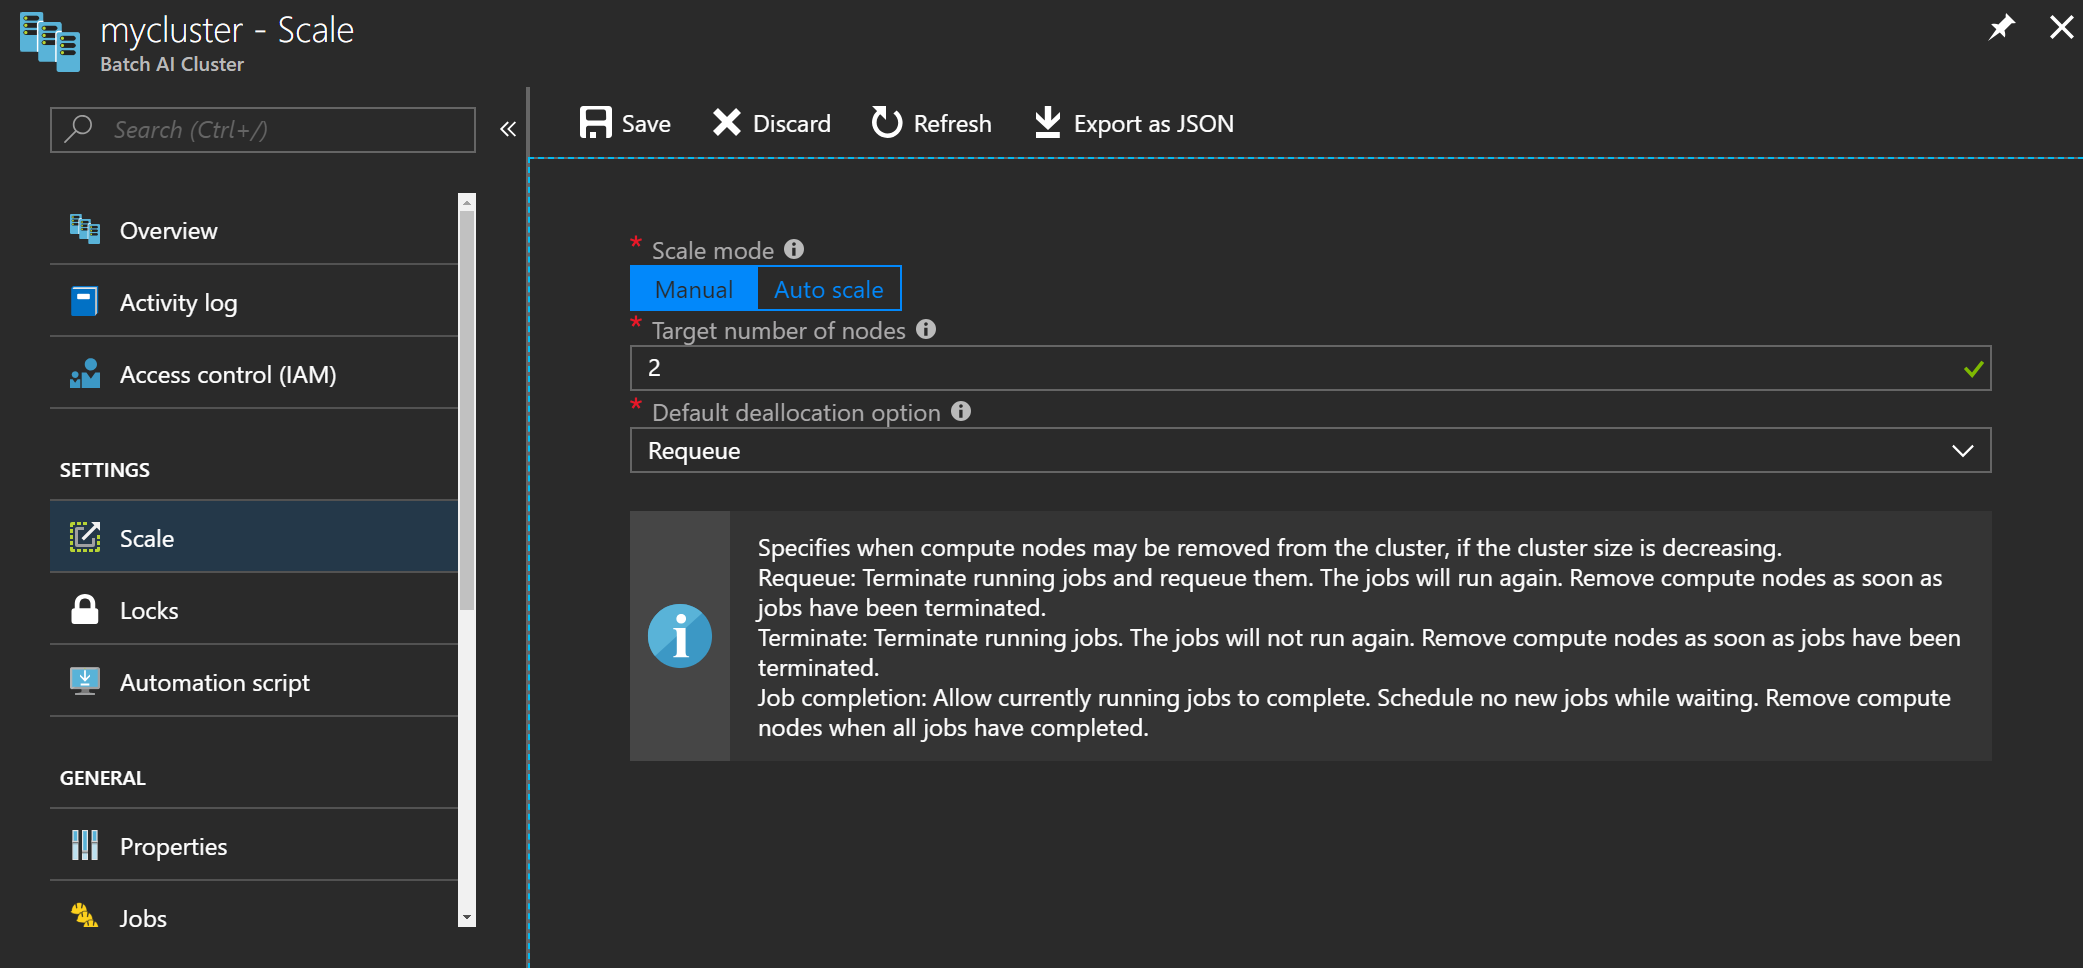 mycluster - Scale
Batch AI Cluster
Search (Ctrl+/)
Overview
Activity log
Access control (IAM)
SETTINGS
Scale
Locks
Automation script
GENERAL
Properties
Jobs
Save
Discard
Refresh
Export as JSON
* Scale mode
Manual
Auto scale
* Target number of nodes
2
* Default deallocation option
Requeue
Specifies when compute nodes may be removed from the cluster, if the cluster size is decreasing.
Requeue: Terminate running jobs and requeue them. The jobs will run again. Remove compute nodes as soon as
jobs have been terminated.
Terminate: Terminate running jobs. The jobs will not run again. Remove compute nodes as soon as jobs have been
terminated.
Job completion: Allow currently running jobs to complete. Schedule no new jobs while waiting. Remove compute
nodes when all jobs have completed.